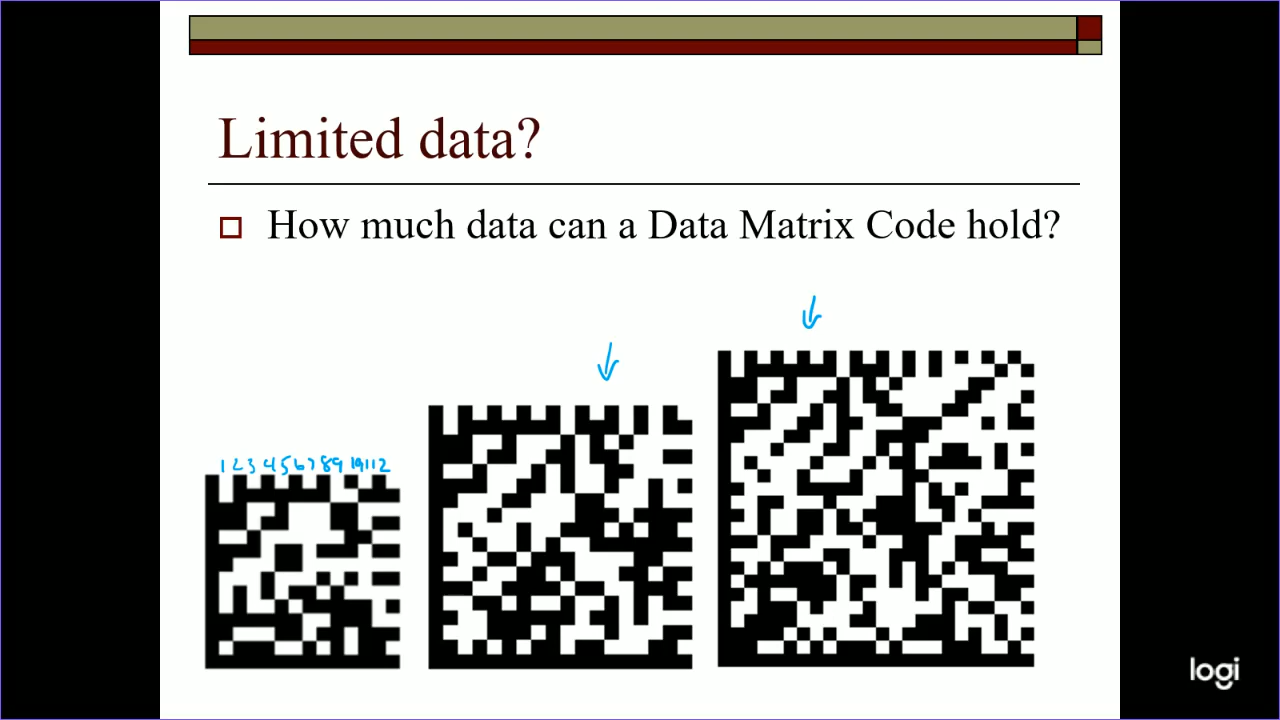 Limited data?
How much data can a Data Matrix Code hold?
1 2 3 4 5 6 7 8 9 10 11 12
logi